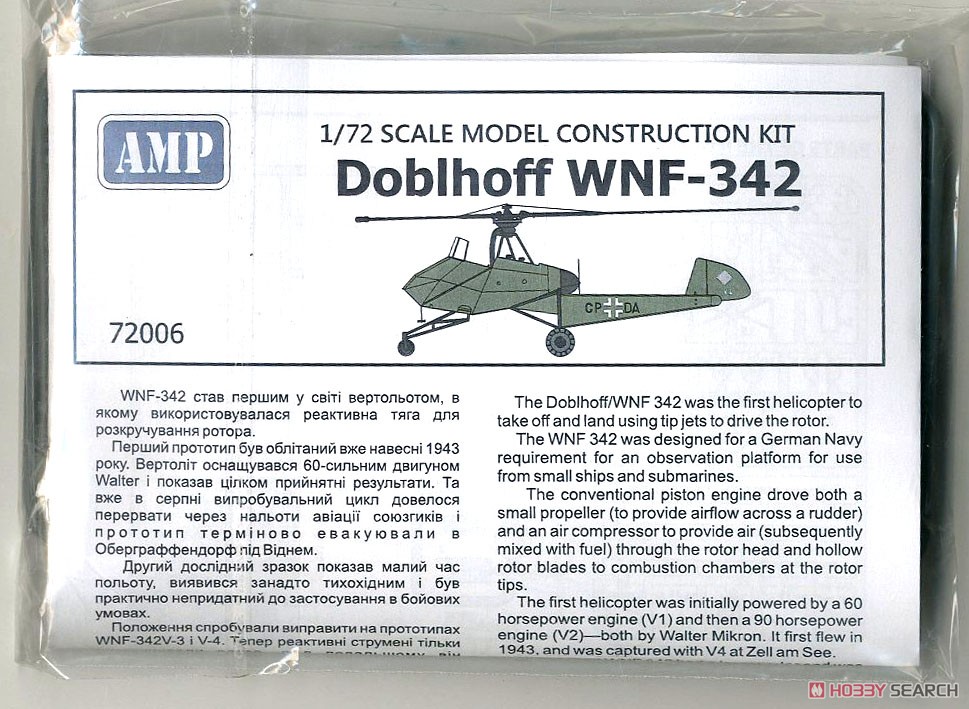 AMP
1/72 SCALE MODEL CONSTRUCTION KIT
Doblhoff WNF-342
CP DA
72006
WNF-342 став першим у світі вертольотом, в
якому використовувалася реактивна тяга для
розкручування ротора.
Перший прототип був облітаний вже навесні 1943
року. Вертоліт оснащувався 60-сильним двигуном
Walter і показав цілком прийнятні результати. Та
вже в серпні випробувальний цикл довелося
перервати через нальоти авіації союзгиків і
прототип терміново евакуювали в
Оберграффендорф під Віднем.
Другий дослідний зразок показав малий час
польоту, виявився занадто тихохідним і був
практично непридатний до застосування в бойових
умовах.
Положення спробували виправити на прототипах
WNF-342V-3 і V-4. Тепер реактивні струмені тільки
The Doblhoff/WNF 342 was the first helicopter to
take off and land using tip jets to drive the rotor.
The WNF 342 was designed for a German Navy
requirement for an observation platform for use
from small ships and submarines.
The conventional piston engine drove both a
small propeller (to provide airflow across a rudder)
and an air compressor to provide air (subsequently
mixed with fuel) through the rotor head and hollow
rotor blades to combustion chambers at the rotor
tips.
The first helicopter was initially powered by a 60
horsepower engine (V1) and then a 90 horsepower
engine (V2)—both by Walter Mikron. It first flew in
1943, and was captured with V4 at Zell am See.
HOBBY SEARCH